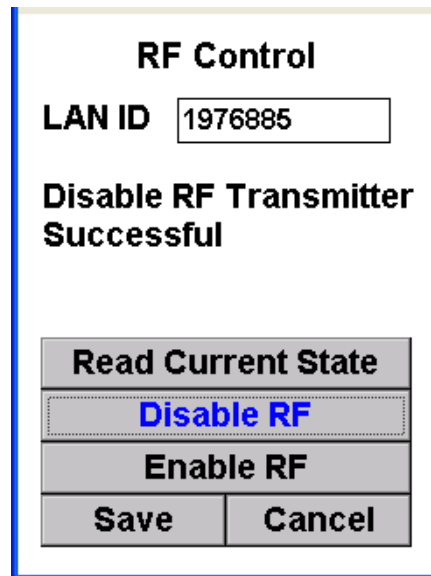 RF Control
LAN ID 1976885
Disable RF Transmitter
Successful
Read Current State
Disable RF
Enable RF
Save Cancel